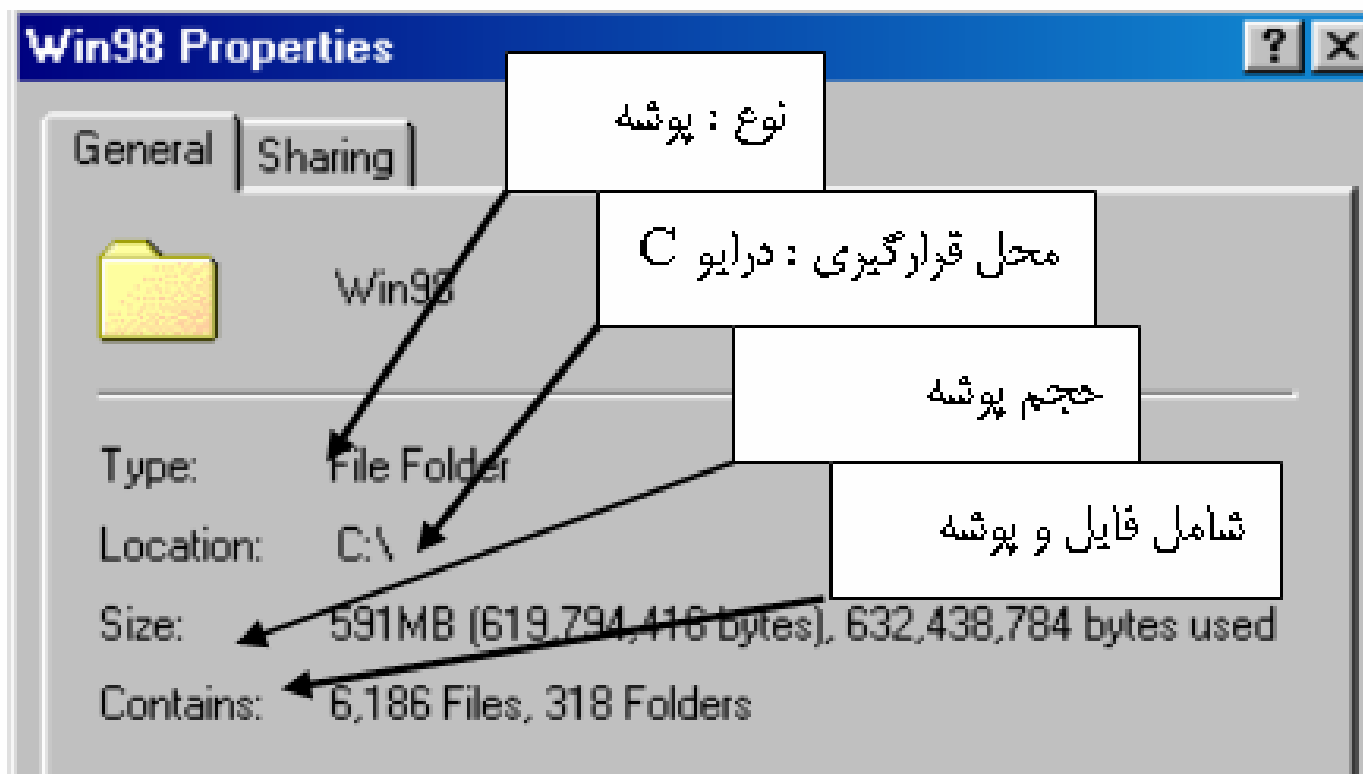 Win98 Properties
General
Sharing
نوع : پوشه
Win98
محل قرارگیری : درایو C
حجم پوشه
Type: File Folder
شامل فایل و پوشه
Location: C:\
Size: 591MB (619,794,416 bytes), 632,438,784 bytes used
Contains: 6,186 Files, 318 Folders